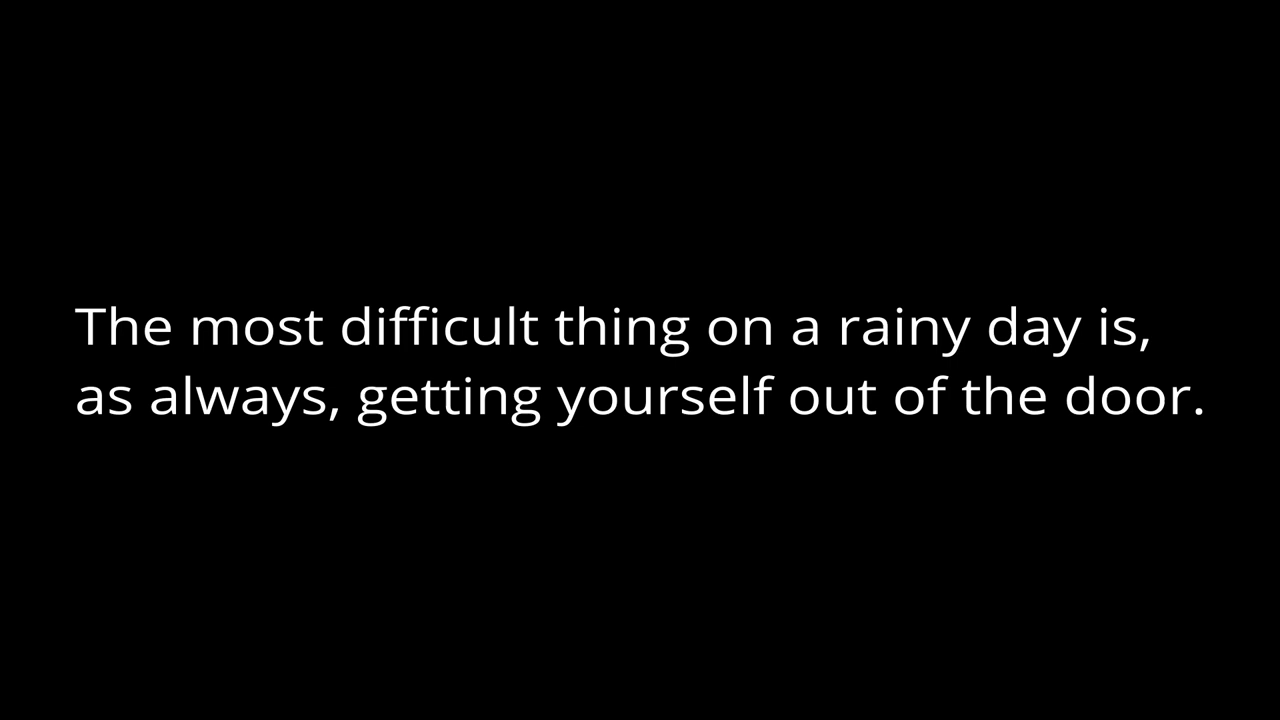 The most difficult thing on a rainy day is,
as always, getting yourself out of the door.